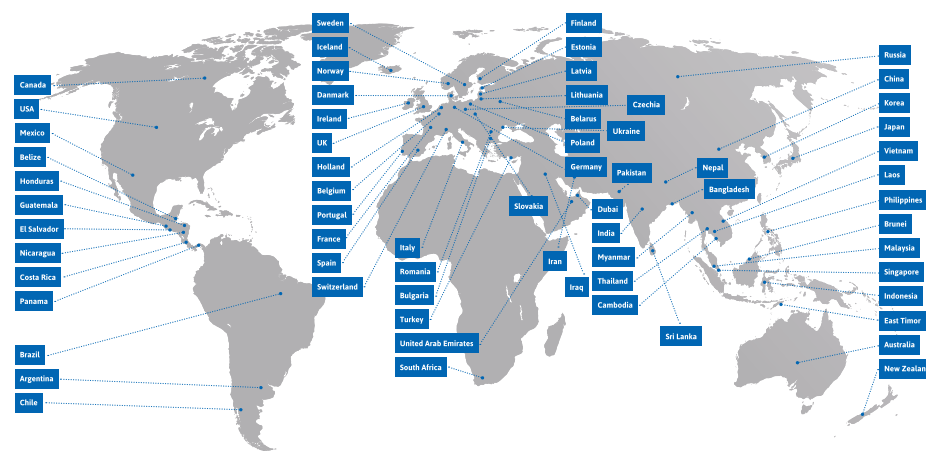 Canada
USA
Mexico
Belize
Honduras
Guatemala
El Salvador
Nicaragua
Costa Rica
Panama
Brazil
Argentina
Chile
Sweden
Iceland
Norway
Danmark
Ireland
UK
Holland
Belgium
Portugal
France
Spain
Switzerland
Italy
Romania
Bulgaria
Turkey
United Arab Emirates
South Africa
Finland
Estonia
Latvia
Lithuania
Czechia
Belarus
Ukraine
Poland
Germany
Pakistan
Slovakia
Dubai
India
Iran
Myanmar
Iraq
Thailand
Cambodia
Nepal
Bangladesh
Sri Lanka
Russia
China
Korea
Japan
Vietnam
Laos
Philippines
Brunei
Malaysia
Singapore
Indonesia
East Timor
Australia
New Zealan